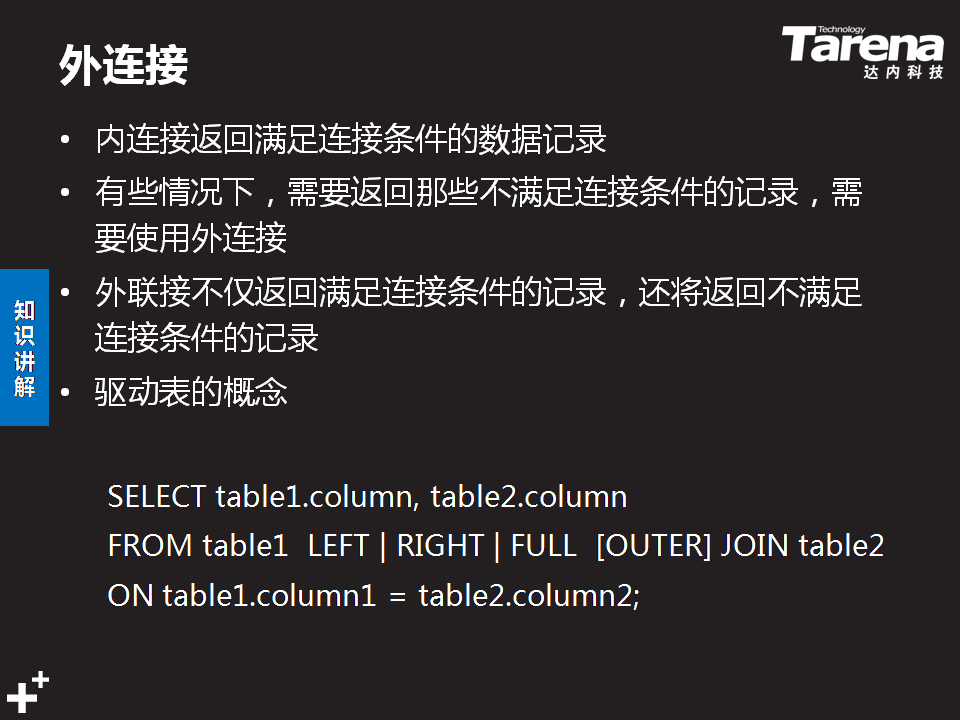 外连接
Technology
Tarena
达内科技
• 内连接返回满足连接条件的数据记录
• 有些情况下，需要返回那些不满足连接条件的记录，需
要使用外连接
• 外联接不仅返回满足连接条件的记录，还将返回不满足
连接条件的记录
• 驱动表的概念
知
识
讲
解
SELECT table1.column, table2.column
FROM table1 LEFT | RIGHT | FULL [OUTER] JOIN table2
ON table1.column1 = table2.column2;